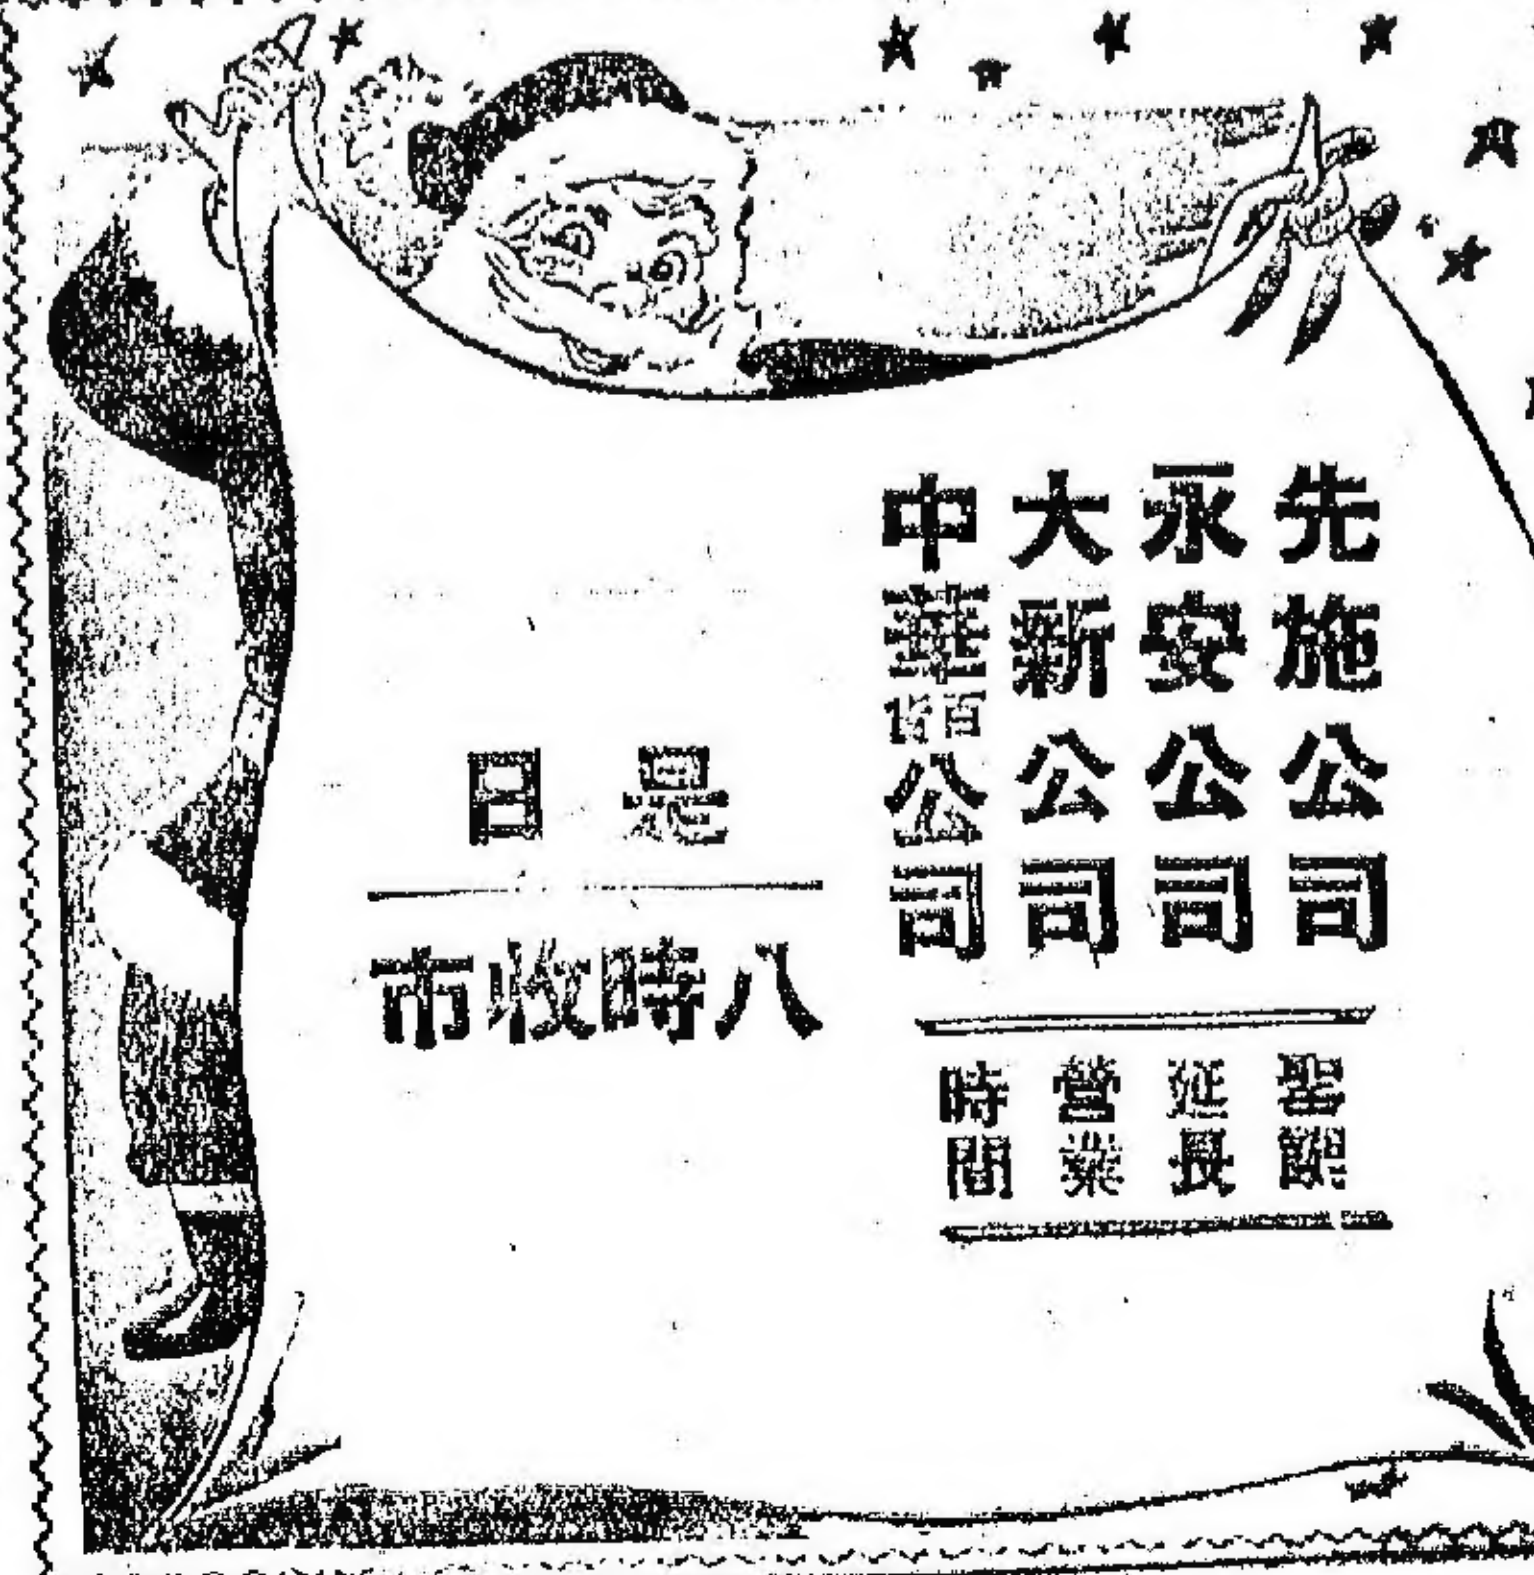 先施公司
永安公司
大新公司
中華百貨公司
聖誕
延長
營業
時間
是日
八時收市